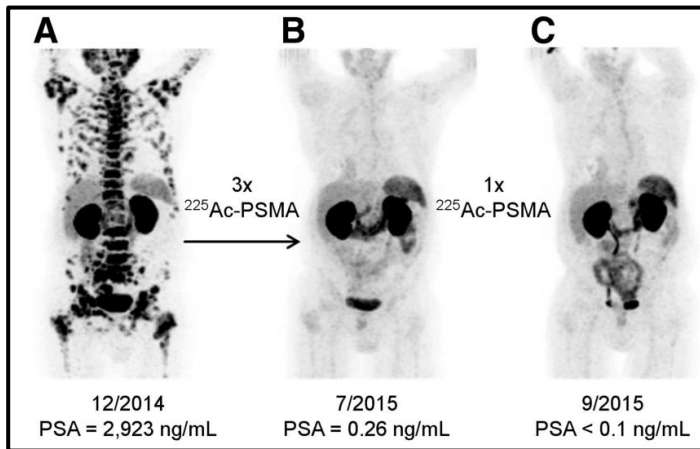 A
B
C
3x
²²⁵Ac-PSMA
1x
²²⁵Ac-PSMA
12/2014
PSA = 2,923 ng/mL
7/2015
PSA = 0.26 ng/mL
9/2015
PSA < 0.1 ng/mL